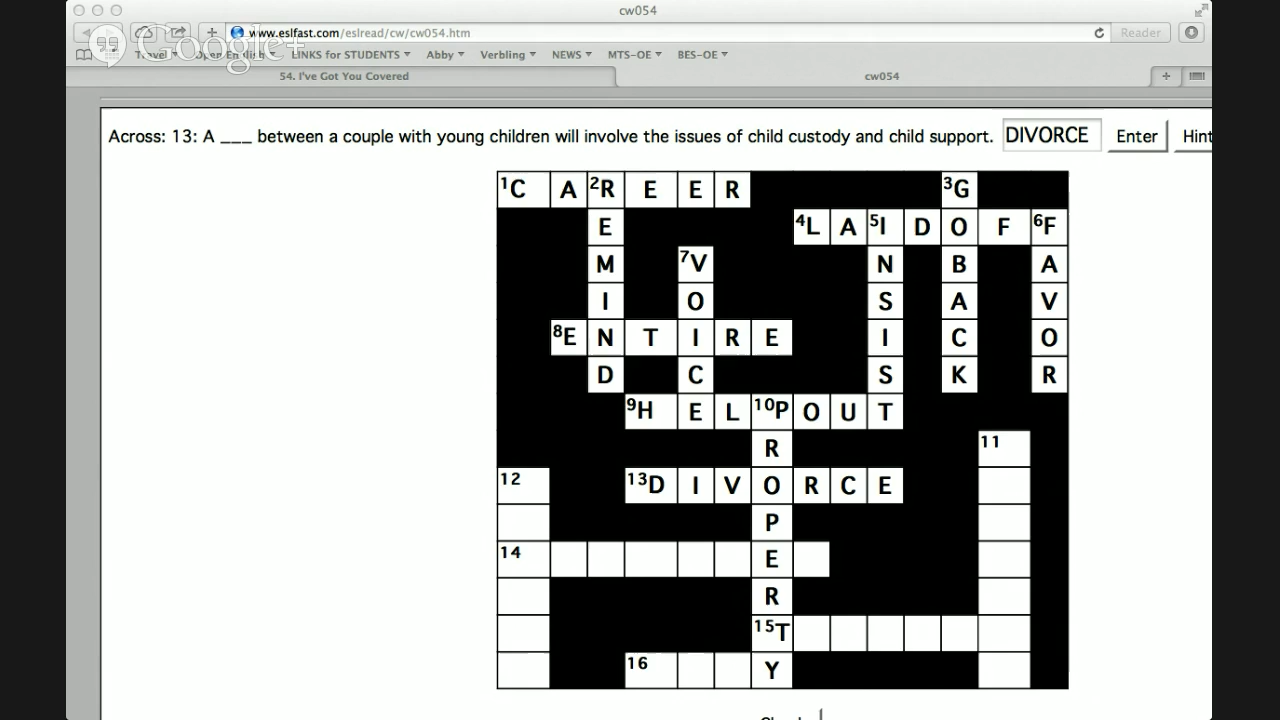 cw054
Google+
www.eslfast.com/eslread/cw/cw054.htm
Reader
Travel Open English LINKS for STUDENTS Abby Verbling NEWS MTS-OE BES-OE
54. I've Got You Covered cw054 +
Across: 13: A ___ between a couple with young children will involve the issues of child custody and child support. DIVORCE Enter Hint
1C A 2R E E R 3G
E 4L A 5I D O F 6F
M 7V N B A
I O S A V
8E N T I R E I C O
D C S K R
9H E L 10P O U T
R 11
12 13D I V O R C E
P
14 E
R
15T
16 Y